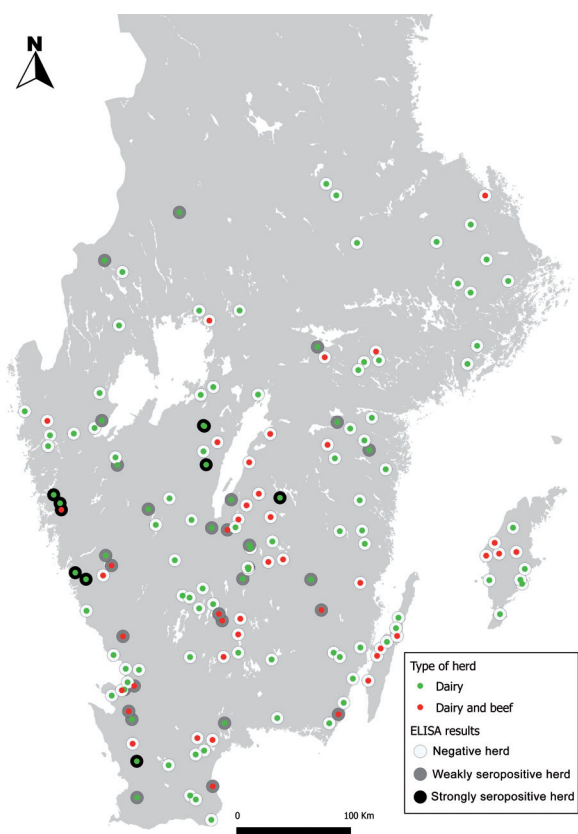 N
Type of herd
Dairy
Dairy and beef
ELISA results
Negative herd
Weakly seropositive herd
Strongly seropositive herd
0 100 Km